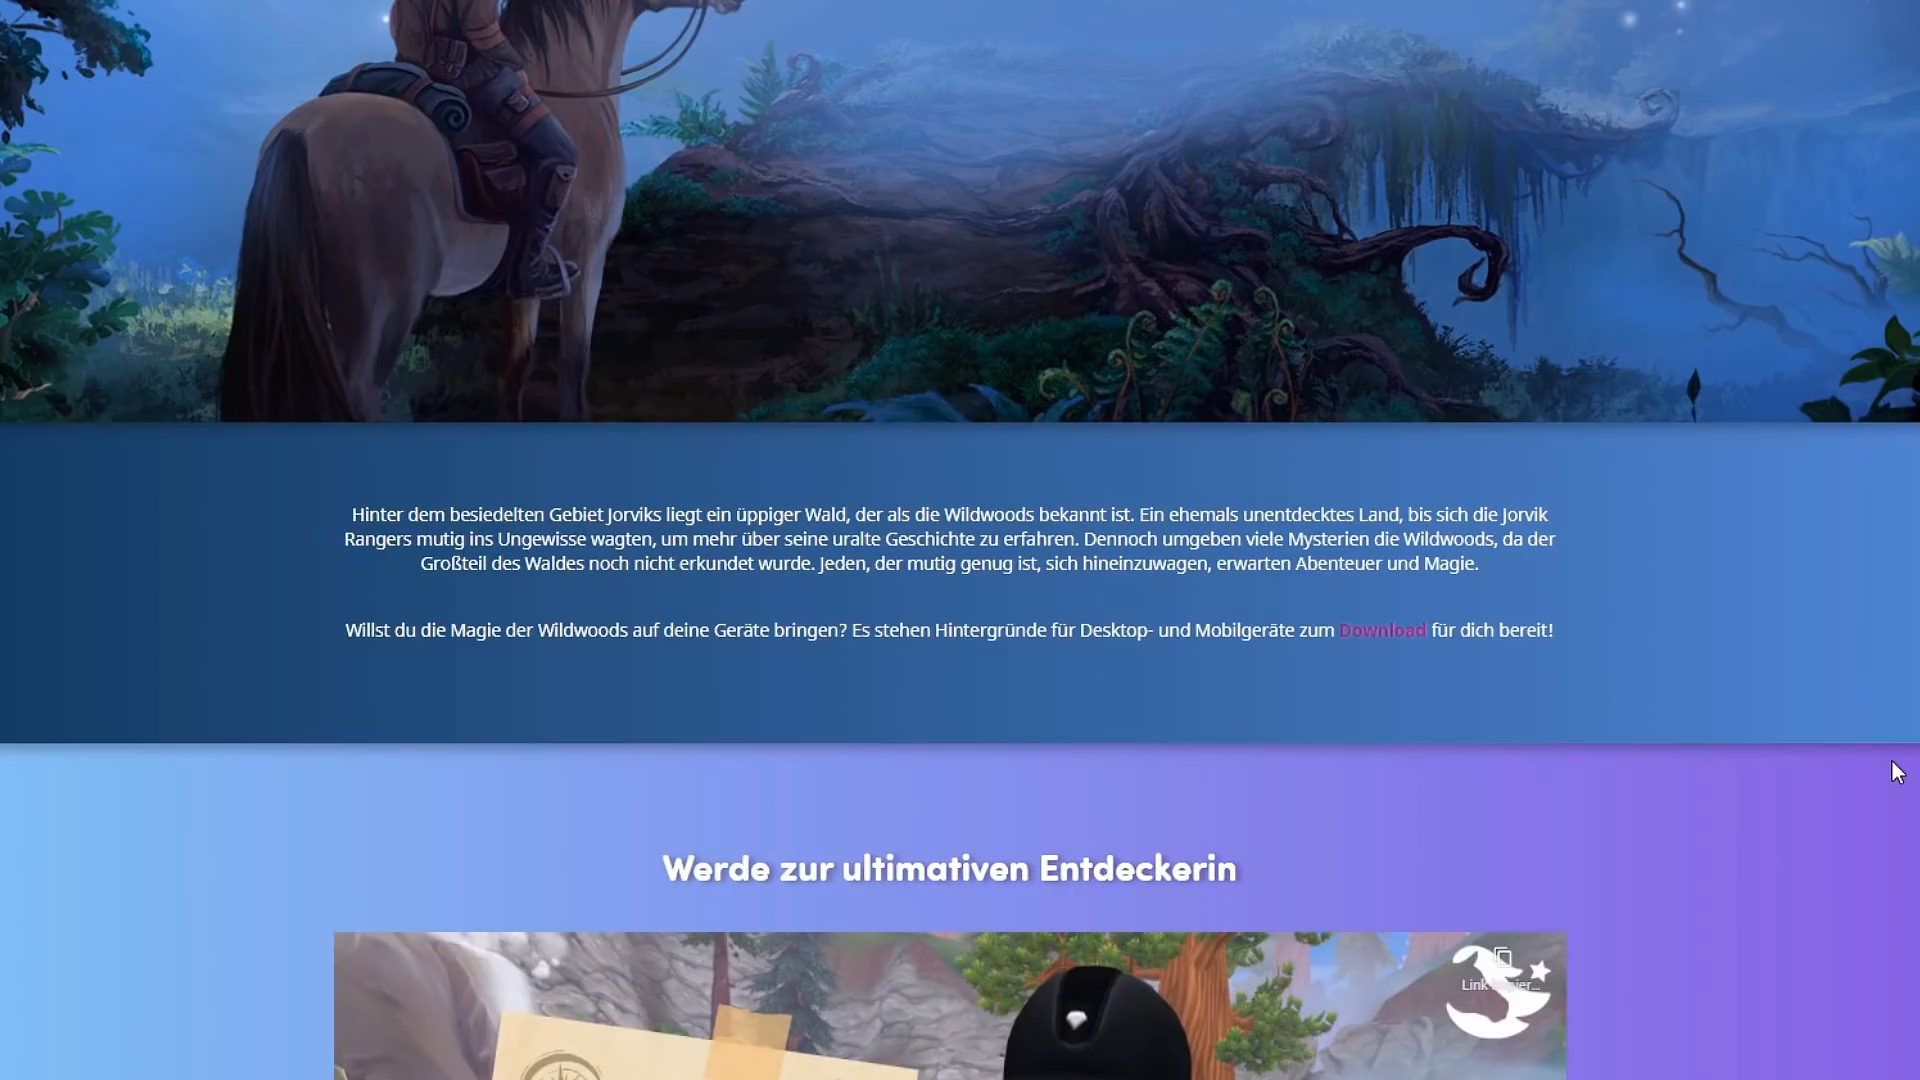 Hinter dem besiedelten Gebiet Jorviks liegt ein üppiger Wald, der als die Wildwoods bekannt ist. Ein ehemals unentdecktes Land, bis sich die Jorvik
Rangers mutig ins Ungewisse wagten, um mehr über seine uralte Geschichte zu erfahren. Dennoch umgeben viele Mysterien die Wildwoods, da der
Großteil des Waldes noch nicht erkundet wurde. Jeden, der mutig genug ist, sich hineinzuwagen, erwarten Abenteuer und Magie.
Willst du die Magie der Wildwoods auf deine Geräte bringen? Es stehen Hintergründe für Desktop- und Mobilgeräte zum Download für dich bereit!
Werde zur ultimativen Entdeckerin
Link